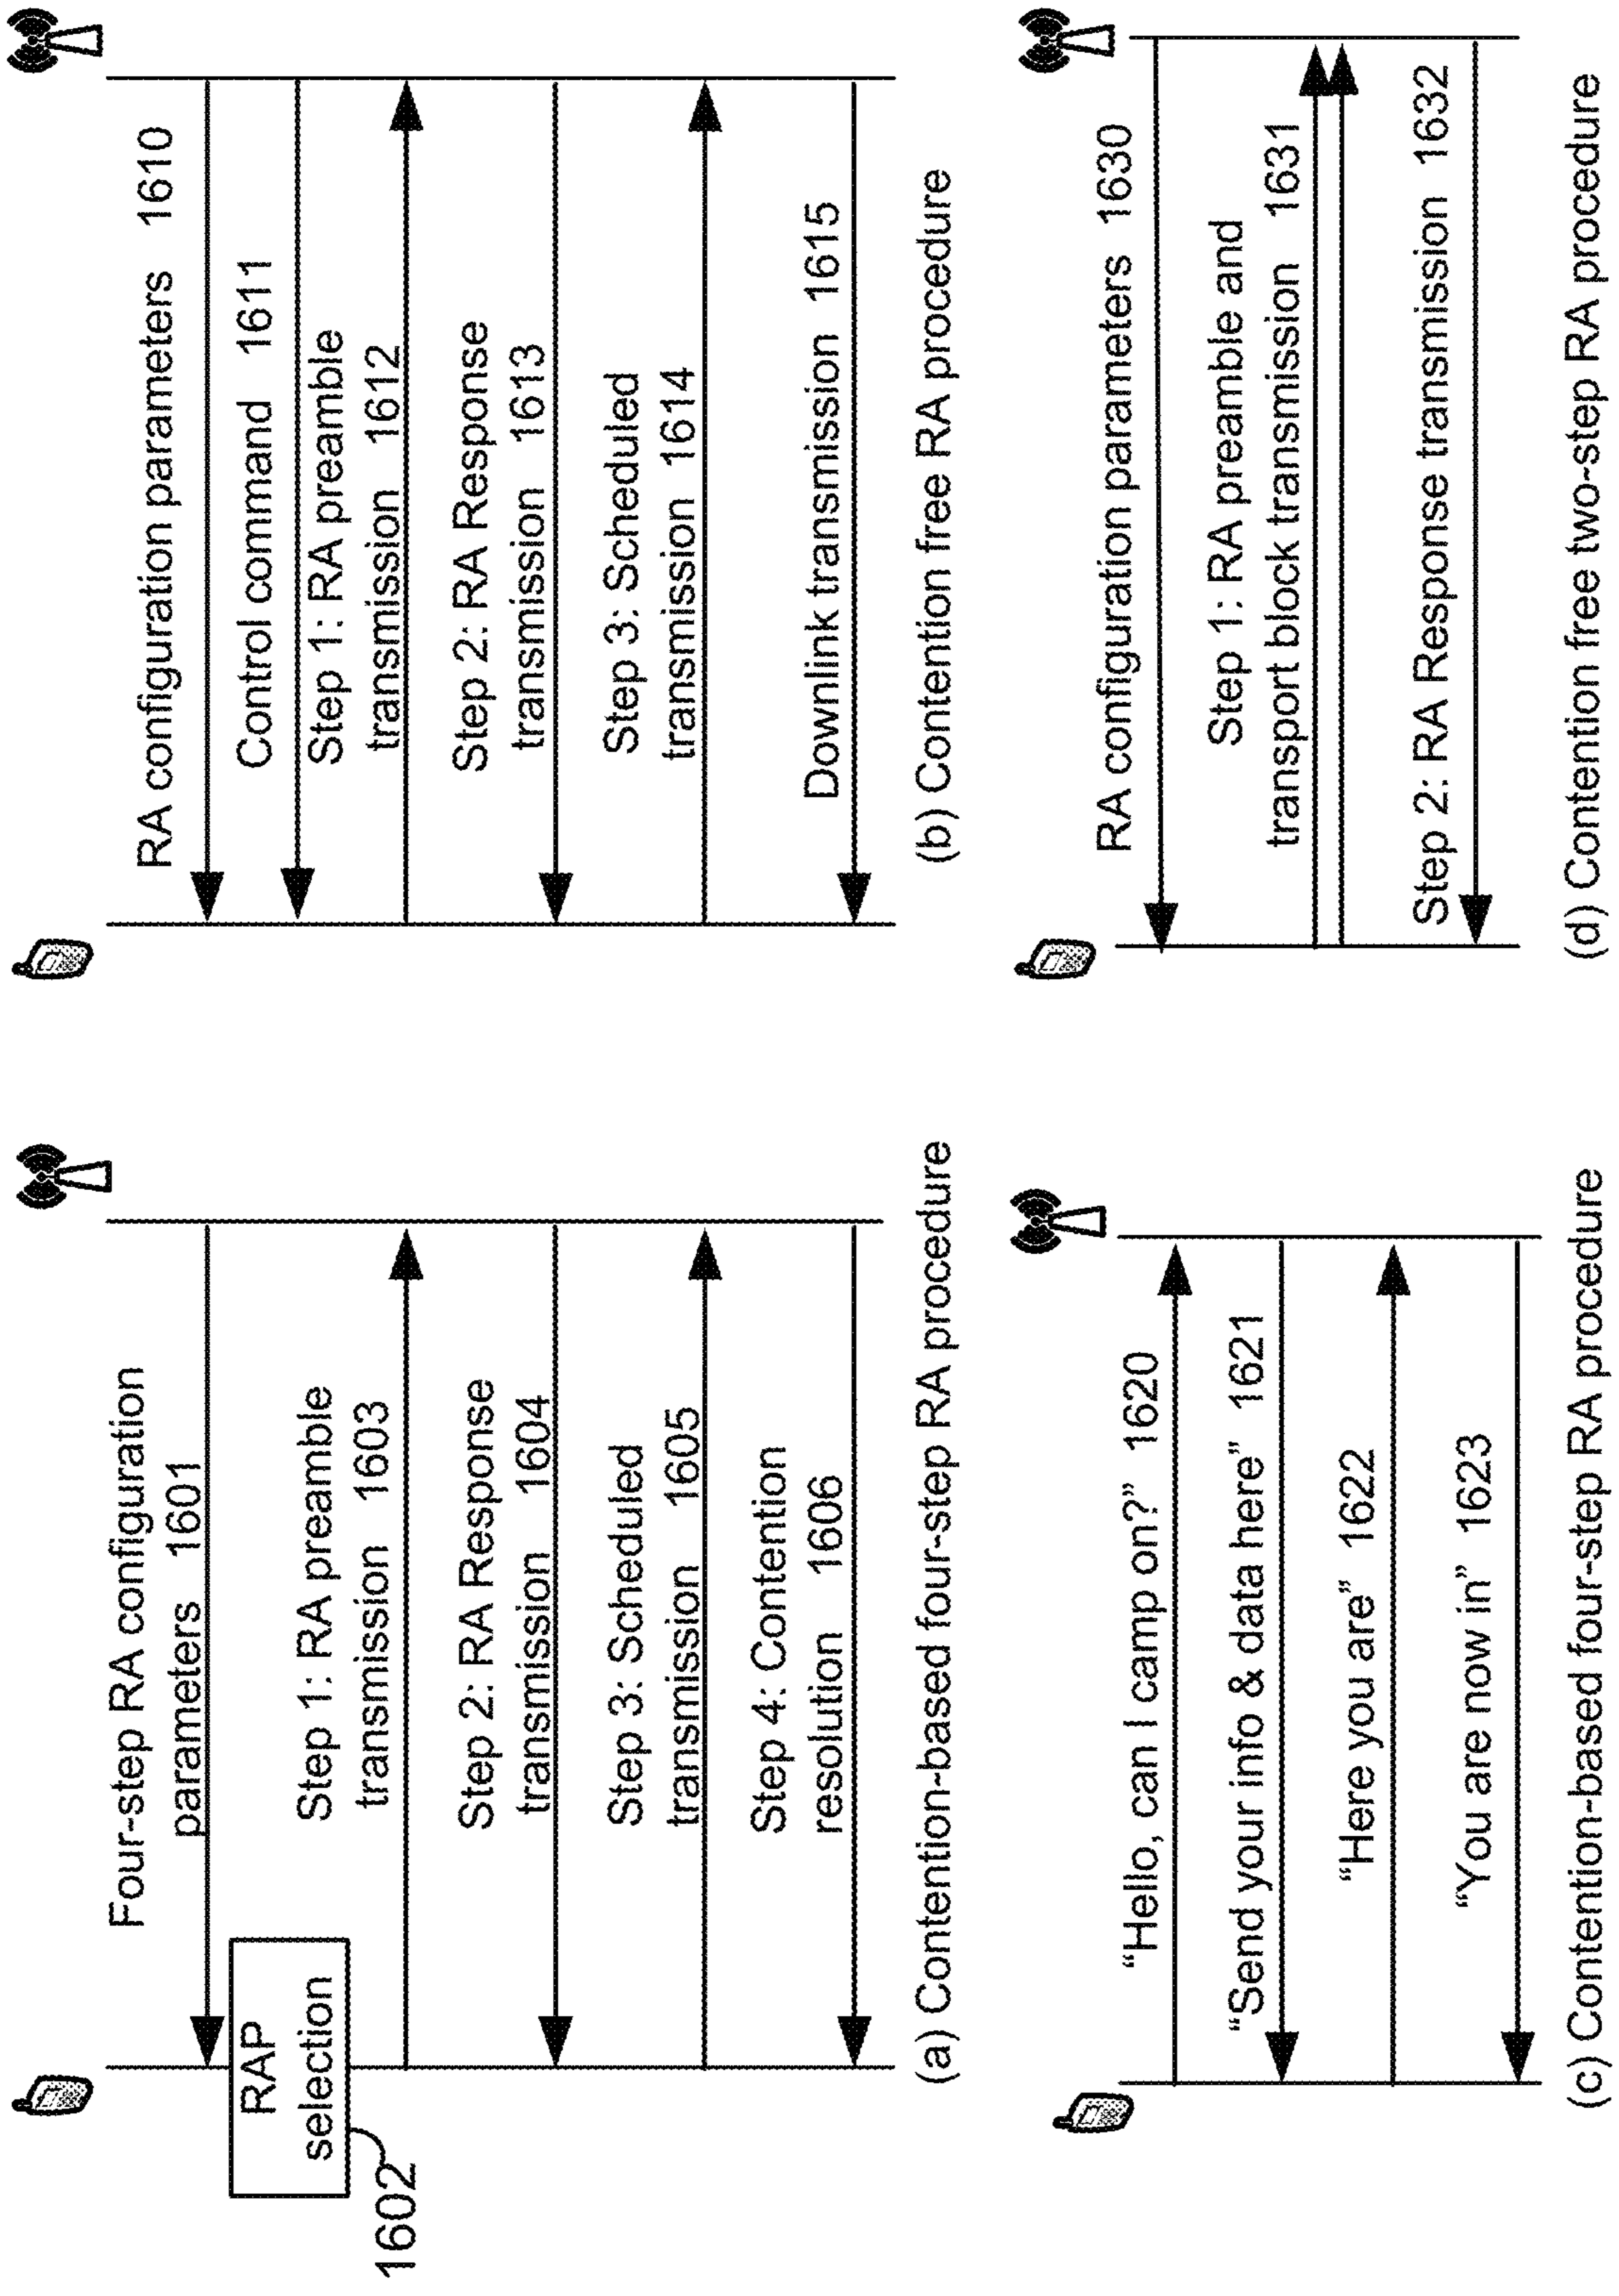 Four-step RA configuration
parameters 1601
RAP
selection
1602
Step 1: RA preamble
transmission 1603
Step 2: RA Response
transmission 1604
Step 3: Scheduled
transmission 1605
Step 4: Contention
resolution 1606
(a) Contention-based four-step RA procedure
RA configuration parameters 1610
Control command 1611
Step 1: RA preamble
transmission 1612
Step 2: RA Response
transmission 1613
Step 3: Scheduled
transmission 1614
Downlink transmission 1615
(b) Contention free RA procedure
“Hello, can I camp on?” 1620
“Send your info & data here” 1621
“Here you are” 1622
“You are now in” 1623
(c) Contention-based four-step RA procedure
RA configuration parameters 1630
Step 1: RA preamble and
transport block transmission 1631
Step 2: RA Response transmission 1632
(d) Contention free two-step RA procedure